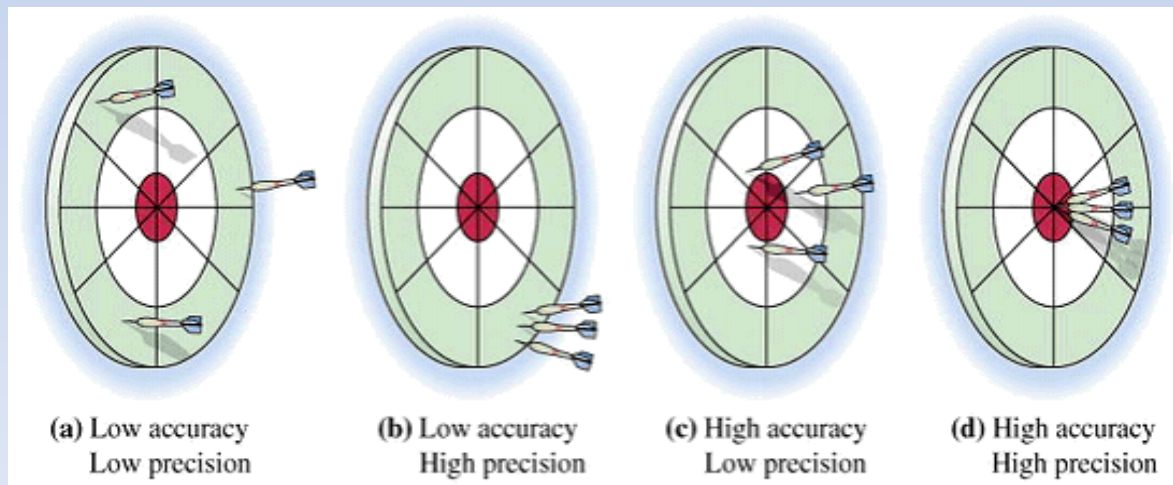 (a) Low accuracy
Low precision
(b) Low accuracy
High precision
(c) High accuracy
Low precision
(d) High accuracy
High precision